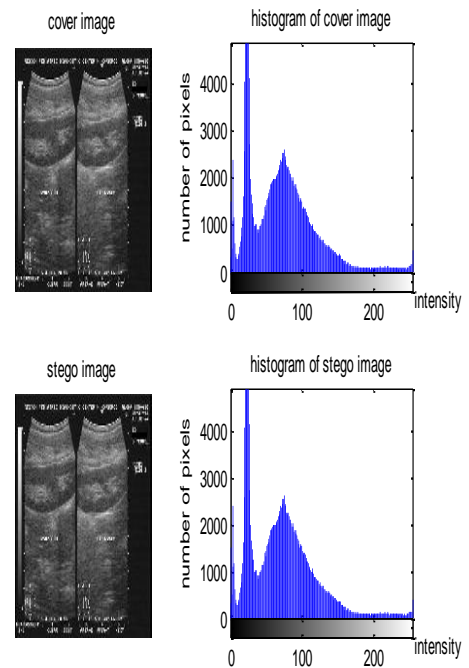 cover image
histogram of cover image
number of pixels
4000
3000
2000
1000
0
0 100 200
intensity
stego image
histogram of stego image
number of pixels
4000
3000
2000
1000
0
0 100 200
intensity